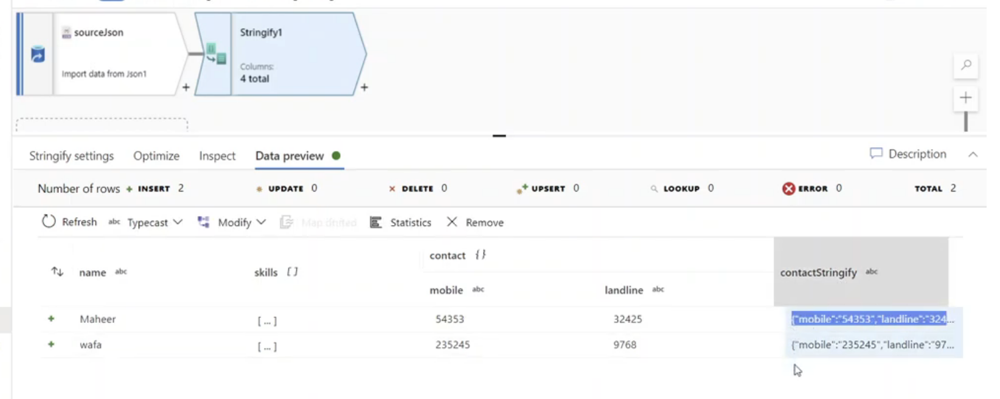 sourceJson
Import data from Json1
+
Stringify1
Columns:
4 total
+
Stringify settings Optimize Inspect Data preview Description
Number of rows + INSERT 2 * UPDATE 0 × DELETE 0 UPSERT 0 LOOKUP 0 ERROR 0 TOTAL 2
Refresh abc Typecast Modify Map drifted Statistics Remove
contact {}
name abc skills [] contactStringify abc
mobile abc landline abc
+ Maheer [...] 54353 32425 {"mobile":"54353","landline":"324...
+ wafa [...] 235245 9768 {"mobile":"235245","landline":"97...